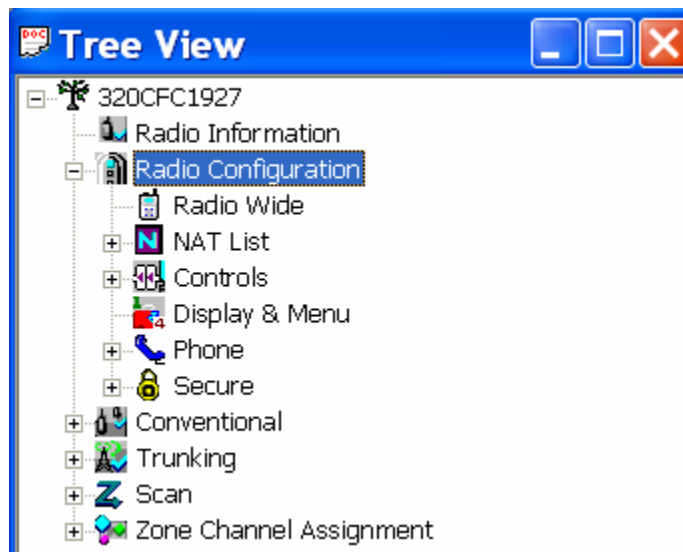 Tree View
320CFC1927
Radio Information
Radio Configuration
Radio Wide
NAT List
Controls
Display & Menu
Phone
Secure
Conventional
Trunking
Scan
Zone Channel Assignment